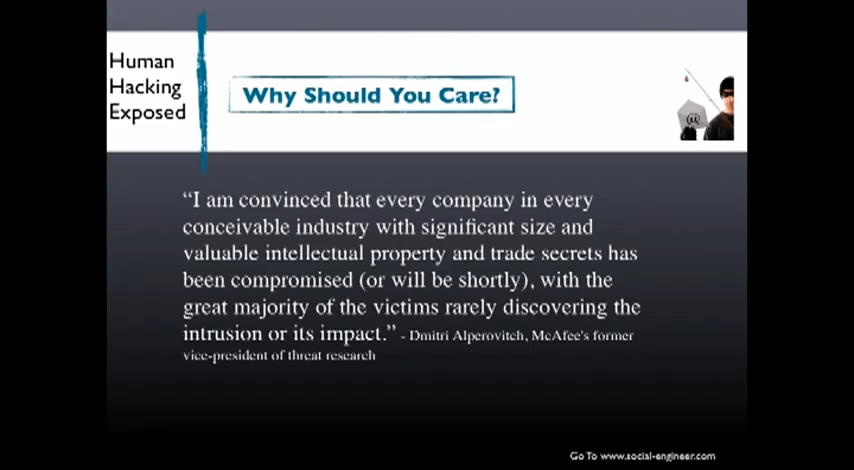 Human
Hacking
Exposed
Why Should You Care?
@
“I am convinced that every company in every
conceivable industry with significant size and
valuable intellectual property and trade secrets has
been compromised (or will be shortly), with the
great majority of the victims rarely discovering the
intrusion or its impact.” - Dmitri Alperovitch, McAfee's former
vice-president of threat research
Go To www.social-engineer.com